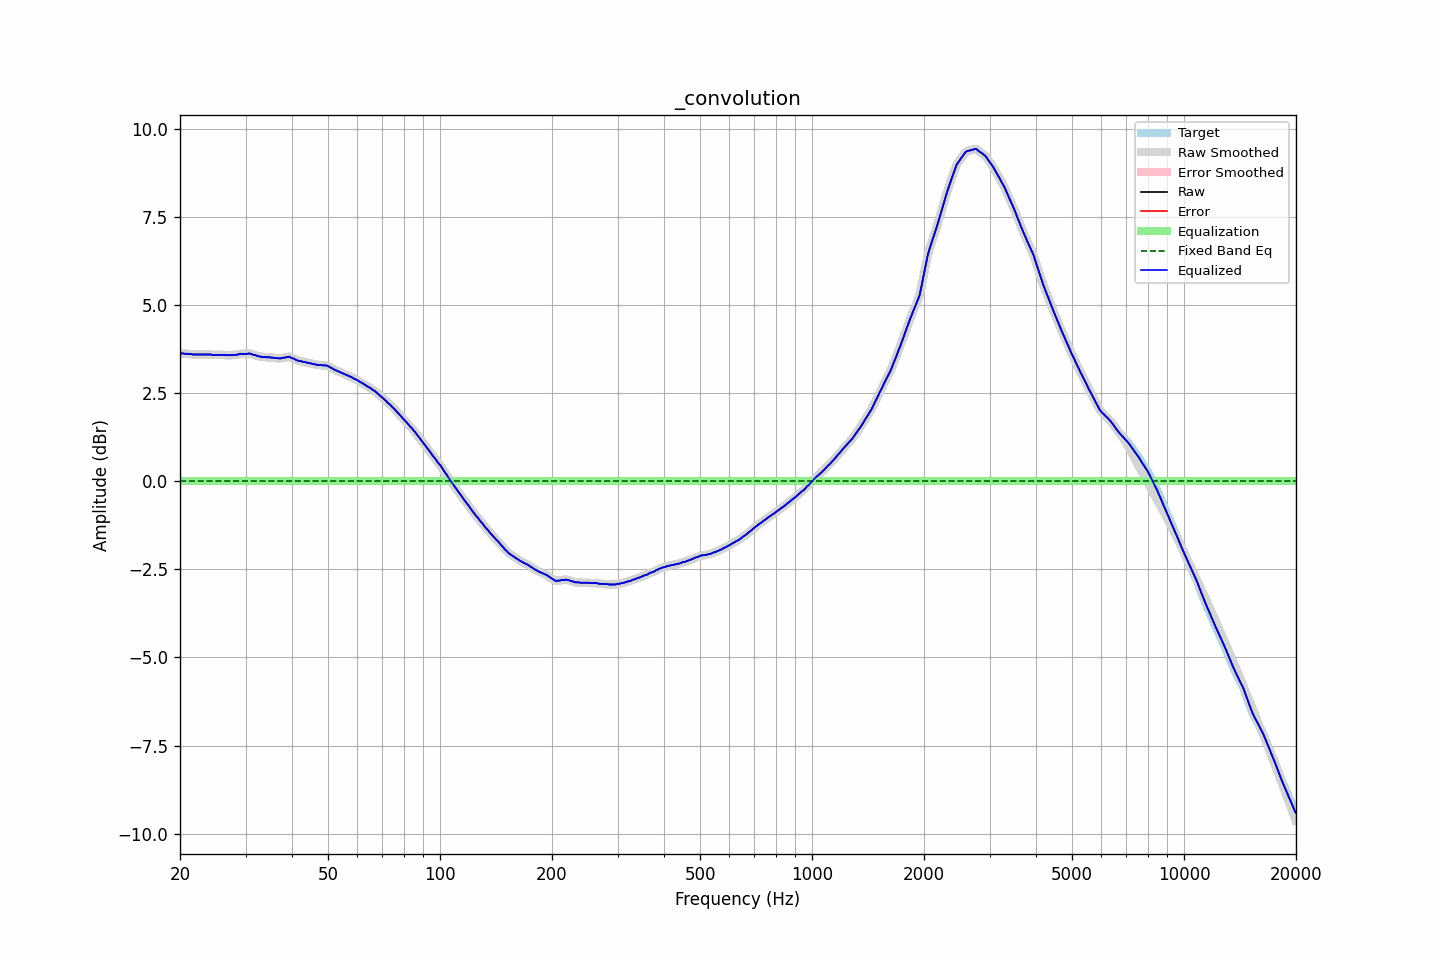 _convolution
10.0
7.5
5.0
2.5
0.0
−2.5
−5.0
−7.5
−10.0
Amplitude (dBr)
20 50 100 200 500 1000 2000 5000 10000 20000
Frequency (Hz)
Target
Raw Smoothed
Error Smoothed
Raw
Error
Equalization
Fixed Band Eq
Equalized